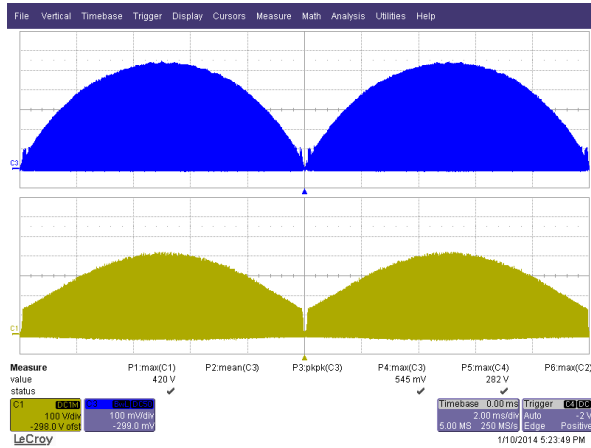 File Vertical Timebase Trigger Display Cursors Measure Math Analysis Utilities Help
C3
C1
Measure P1:max(C1) P2:mean(C3) P3:pkpk(C3) P4:max(C3) P5:max(C4) P6:max(C2)
value 420 V 545 mV 282 V
status
C1 DC1M
100 V/div
-298.0 V ofst
100 mV/div
-299.0 mV
Timebase 0.00 ms
2.00 ms/div
5.00 MS 250 MS/s
Trigger C4 DC
Auto -2 V
Edge Positive
LeCroy
1/10/2014 5:23:49 PM